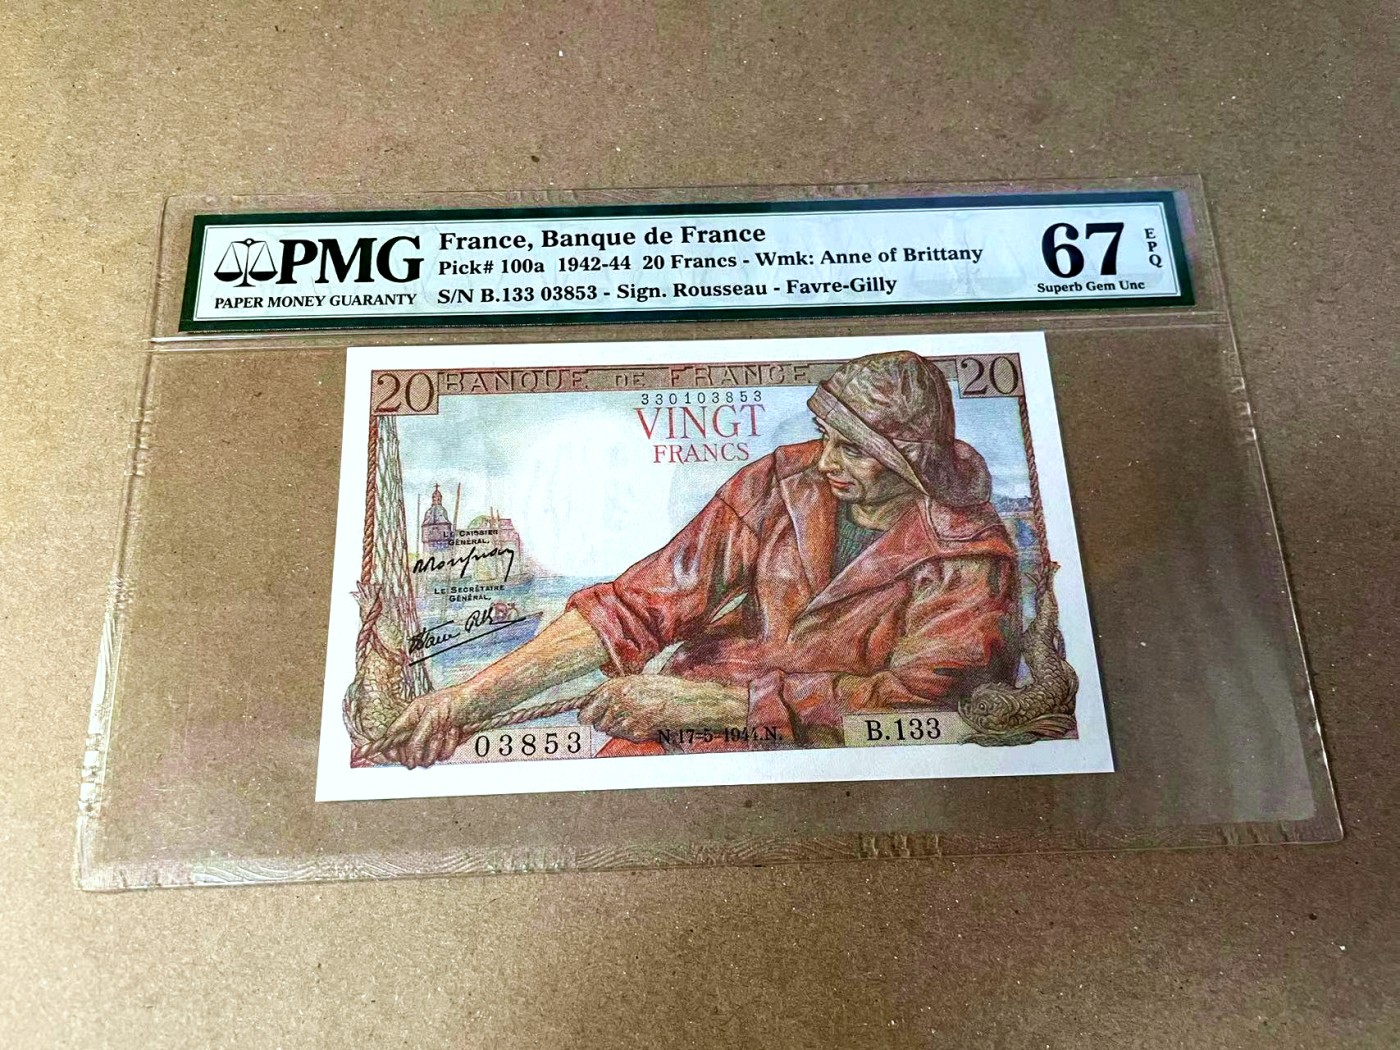 PMG
PAPER MONEY GUARANTY
France, Banque de France
Pick# 100a 1942-44 20 Francs - Wmk: Anne of Brittany
S/N B.133 03853 - Sign. Rousseau - Favre-Gilly
67
EPQ
Superb Gem Unc
20
BANQUE DE FRANCE
20
330103853
VINGT
FRANCS
LE CAISSIER
GÉNÉRAL,
LE SECRÉTAIRE
GÉNÉRAL,
03853
N.17-5-1944.N.
B.133